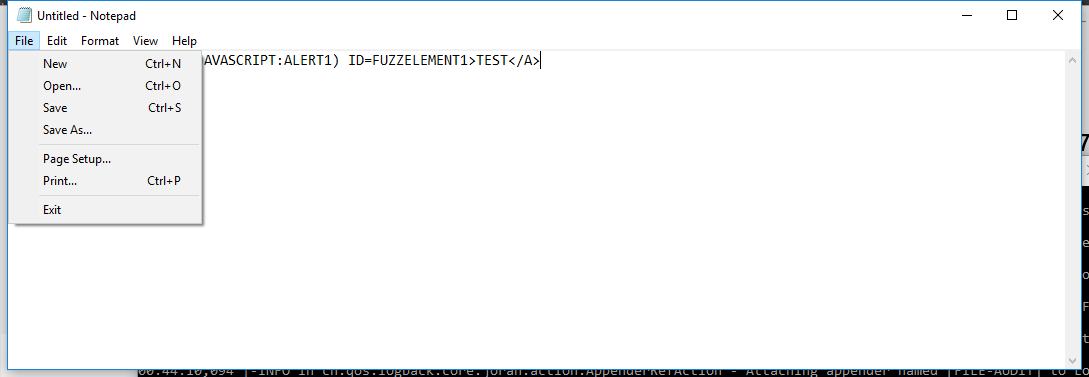 Untitled - Notepad
File Edit Format View Help
AVASCRIPT:ALERT1) ID=FUZZELEMENT1>TEST</A>
New Ctrl+N
Open... Ctrl+O
Save Ctrl+S
Save As...
Page Setup...
Print... Ctrl+P
Exit
00:44:10,094 |-INFO in ch.qos.logback.core.joran.action.AppenderRefAction - Attaching appender named [FILE-AUDIT] to Lo